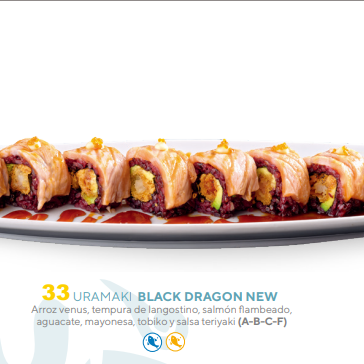 33 URAMAKI BLACK DRAGON NEW
Arroz venus, tempura de langostino, salmón flambeado,
aguacate, mayonesa, tobiko y salsa teriyaki (A-B-C-F)